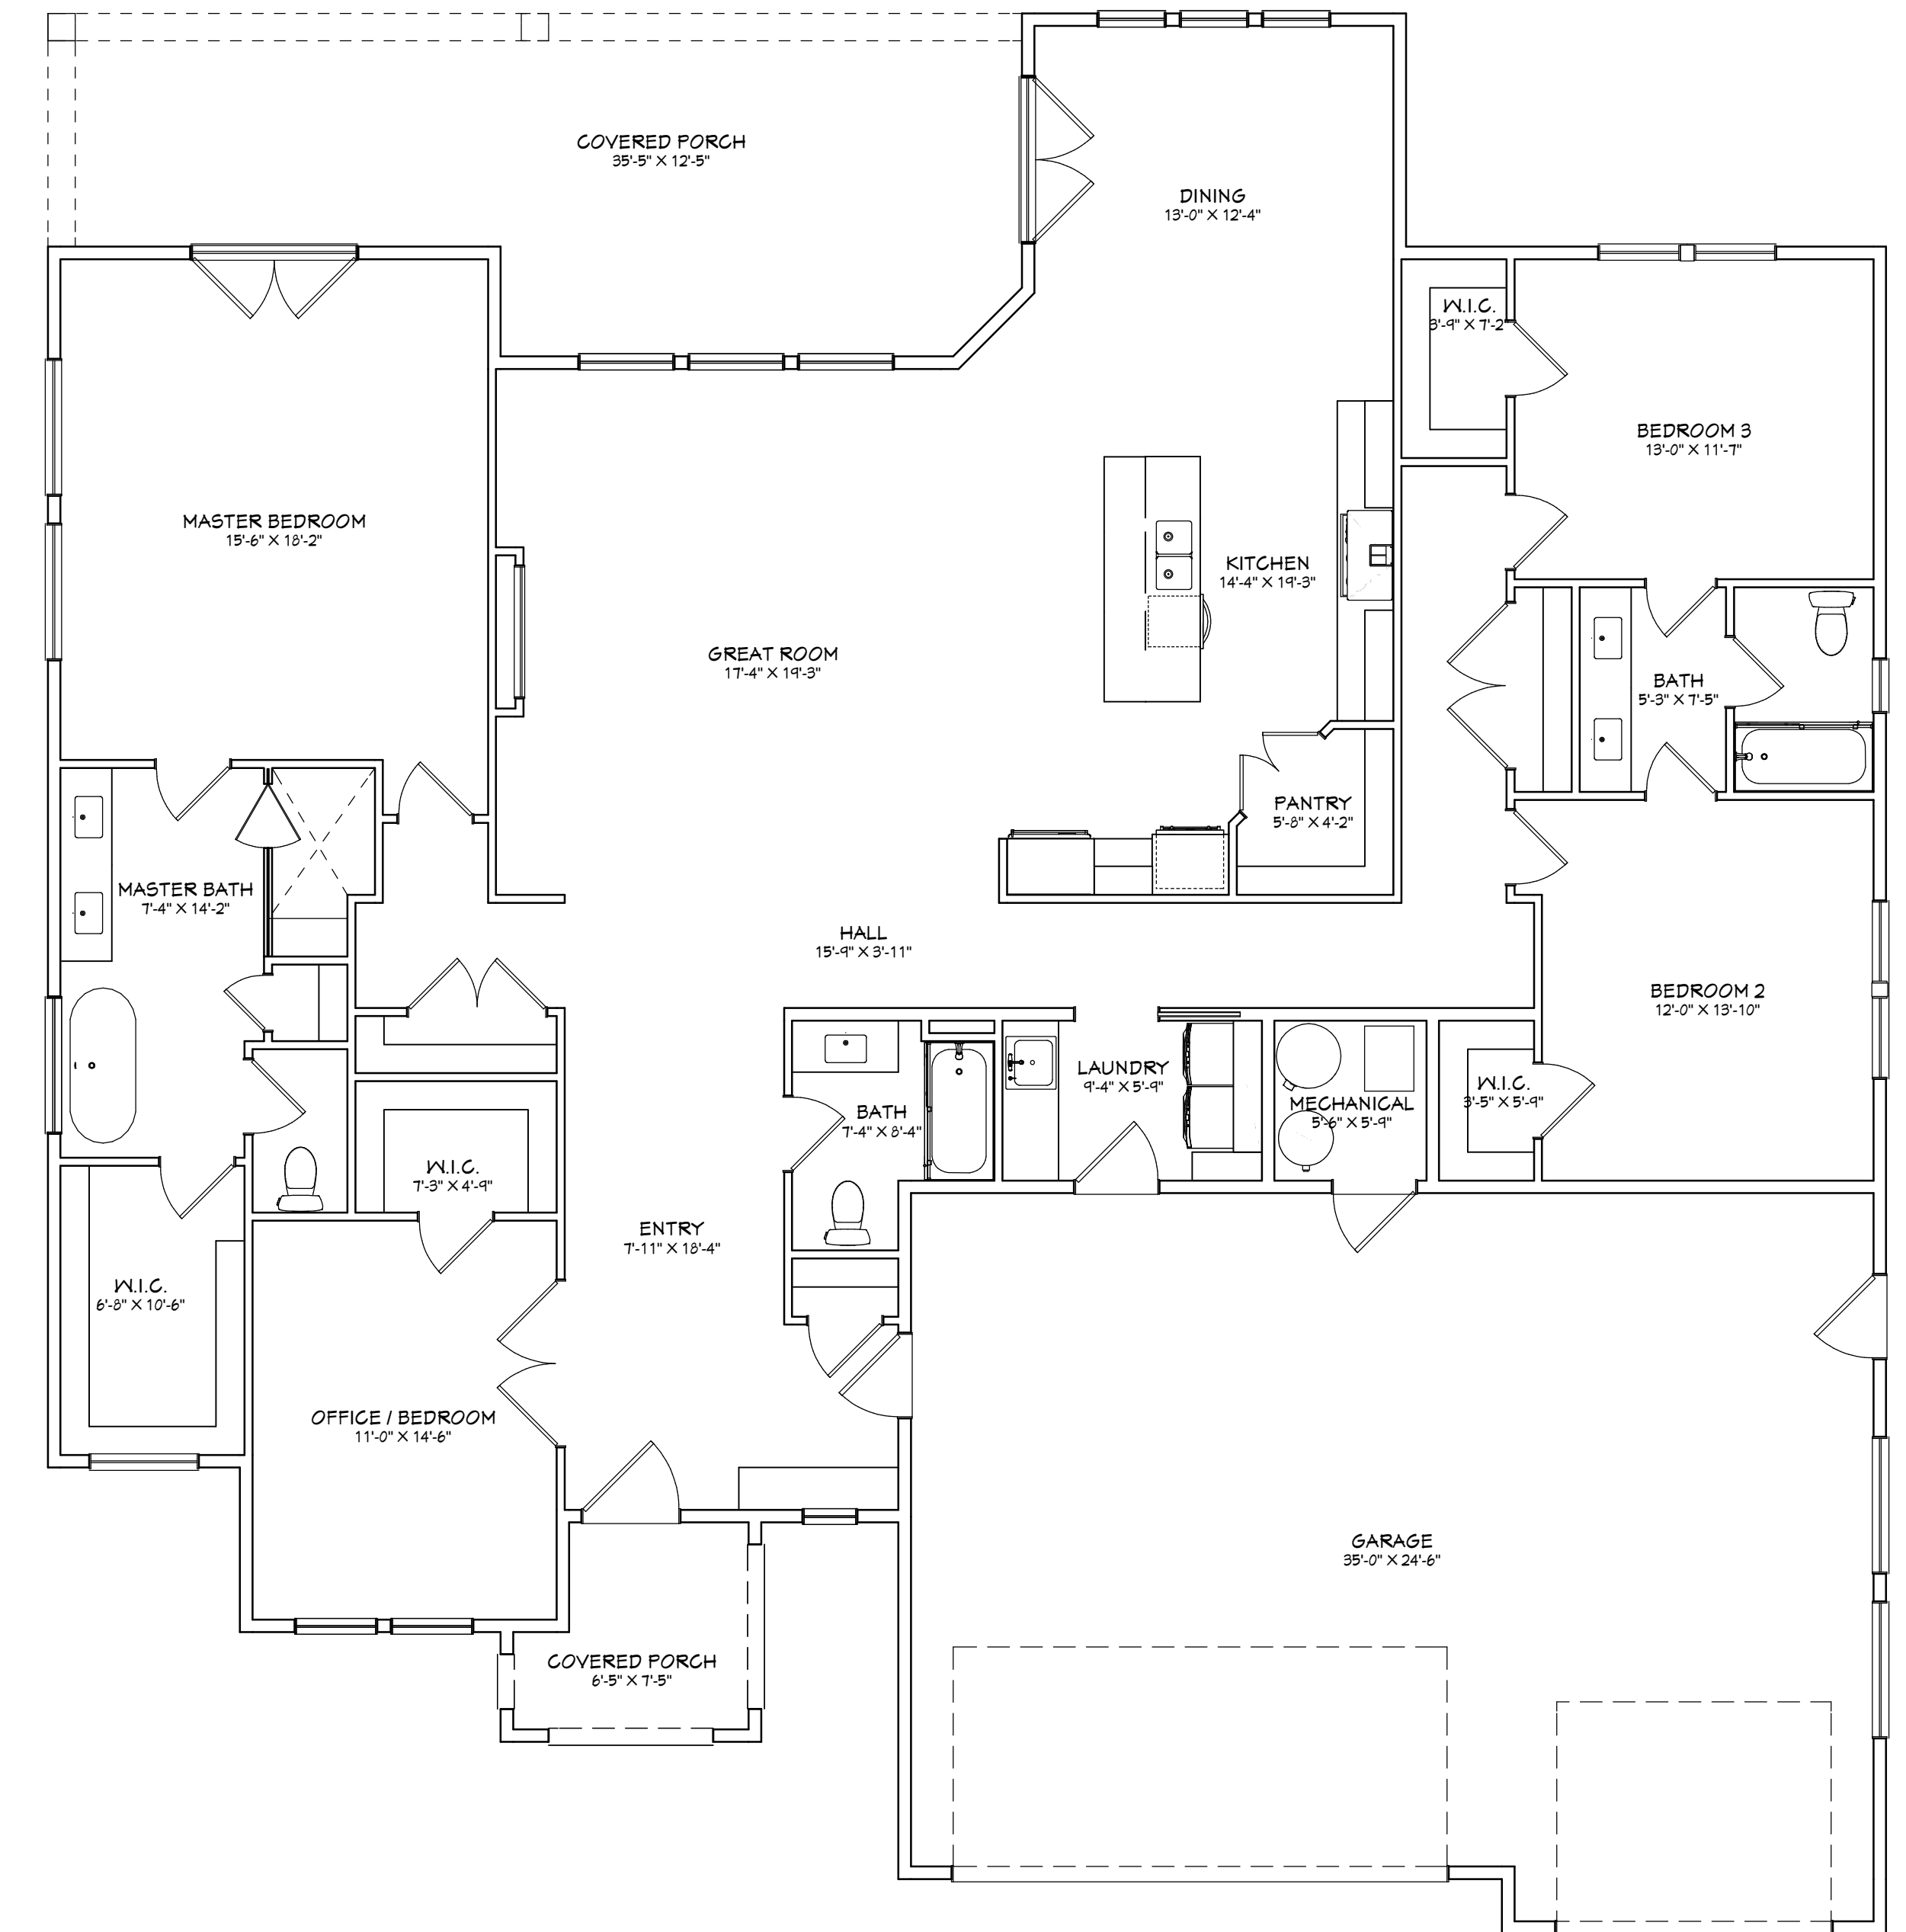 COVERED PORCH
35'-5" X 12'-5"
DINING
13'-0" X 12'-4"
W.I.C.
3'-9" X 7'-2"
BEDROOM 3
13'-0" X 11'-7"
MASTER BEDROOM
15'-6" X 18'-2"
KITCHEN
14'-4" X 19'-3"
GREAT ROOM
17'-4" X 19'-3"
BATH
5'-3" X 7'-5"
PANTRY
5'-8" X 4'-2"
MASTER BATH
7'-4" X 14'-2"
HALL
15'-9" X 3'-11"
BEDROOM 2
12'-0" X 13'-10"
LAUNDRY
9'-4" X 5'-9"
W.I.C.
3'-5" X 5'-9"
MECHANICAL
5'-6" X 5'-9"
BATH
7'-4" X 8'-4"
W.I.C.
7'-3" X 4'-9"
ENTRY
7'-11" X 18'-4"
W.I.C.
6'-8" X 10'-6"
OFFICE / BEDROOM
11'-0" X 14'-6"
GARAGE
35'-0" X 24'-6"
COVERED PORCH
6'-5" X 7'-5"